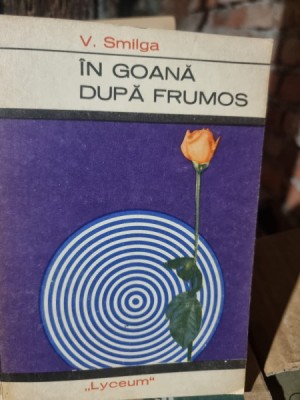 V. Smilga
ÎN GOANĂ
DUPĂ FRUMOS
„Lyceum"